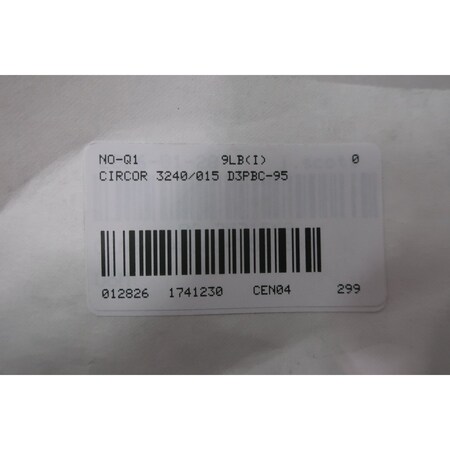 NO-Q1 9LB(I) 0
CIRCOR 3240/015 D3PBC-95
012826 1741230 CEN04 299